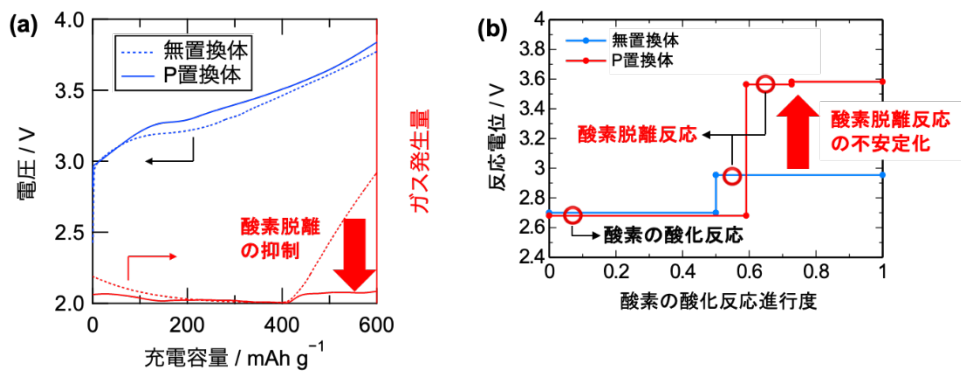 (a)
4.0
3.5
3.0
2.5
2.0
電圧 / V
無置換体
P置換体
酸素脱離
の抑制
ガス発生量
0
200
400
600
充電容量 / mAh g⁻¹
(b)
4
3.8
3.6
3.4
3.2
3
2.8
2.6
2.4
反応電位 / V
無置換体
P置換体
酸素脱離反応
酸素脱離反応
の不安定化
酸素の酸化反応
0
0.2
0.4
0.6
0.8
1
酸素の酸化反応進行度